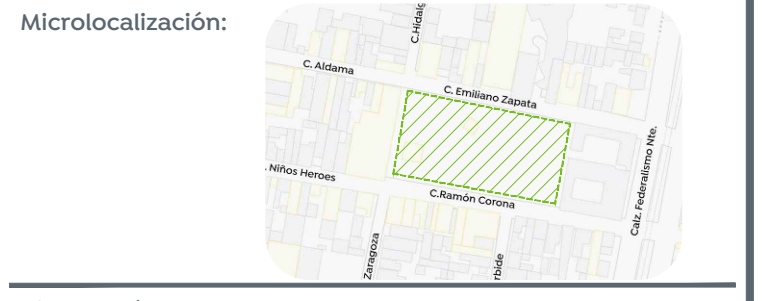 Microlocalización:
C.Hidalg
C. Aldama
C. Emiliano Zapata
. Niños Heroes
C.Ramón Corona
Calz. Federalismo Nte.
Zaragoza
rbide